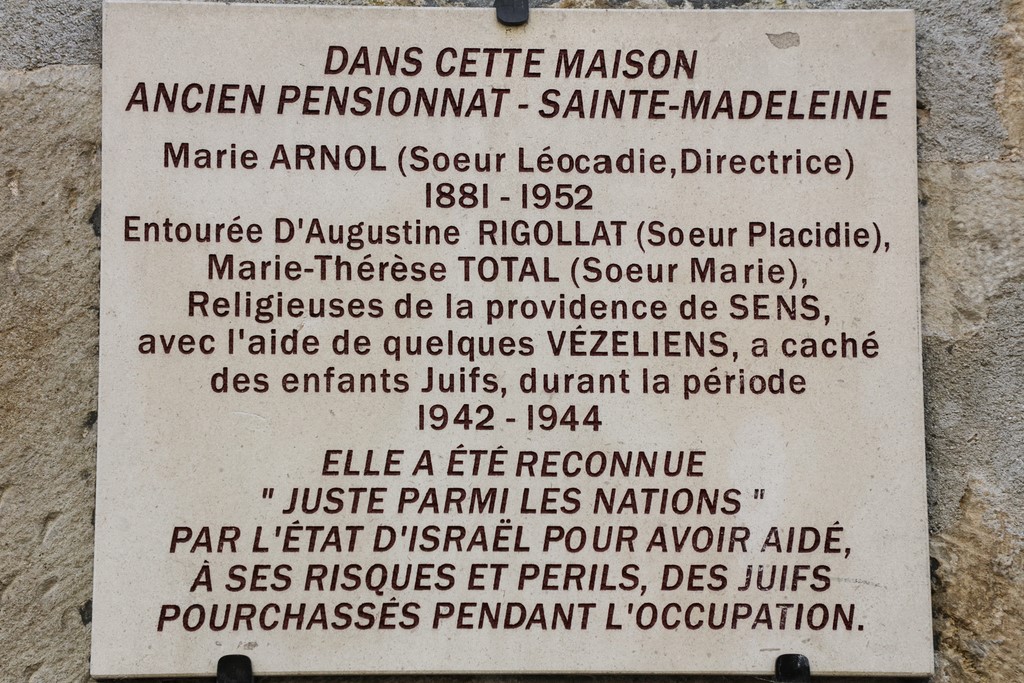 DANS CETTE MAISON
ANCIEN PENSIONNAT - SAINTE-MADELEINE
Marie ARNOL (Soeur Léocadie,Directrice)
1881 - 1952
Entourée D'Augustine RIGOLLAT (Soeur Placidie),
Marie-Thérèse TOTAL (Soeur Marie),
Religieuses de la providence de SENS,
avec l'aide de quelques VÉZELIENS, a caché
des enfants Juifs, durant la période
1942 - 1944
ELLE A ÉTÉ RECONNUE
" JUSTE PARMI LES NATIONS "
PAR L'ÉTAT D'ISRAËL POUR AVOIR AIDÉ,
À SES RISQUES ET PERILS, DES JUIFS
POURCHASSÉS PENDANT L'OCCUPATION.